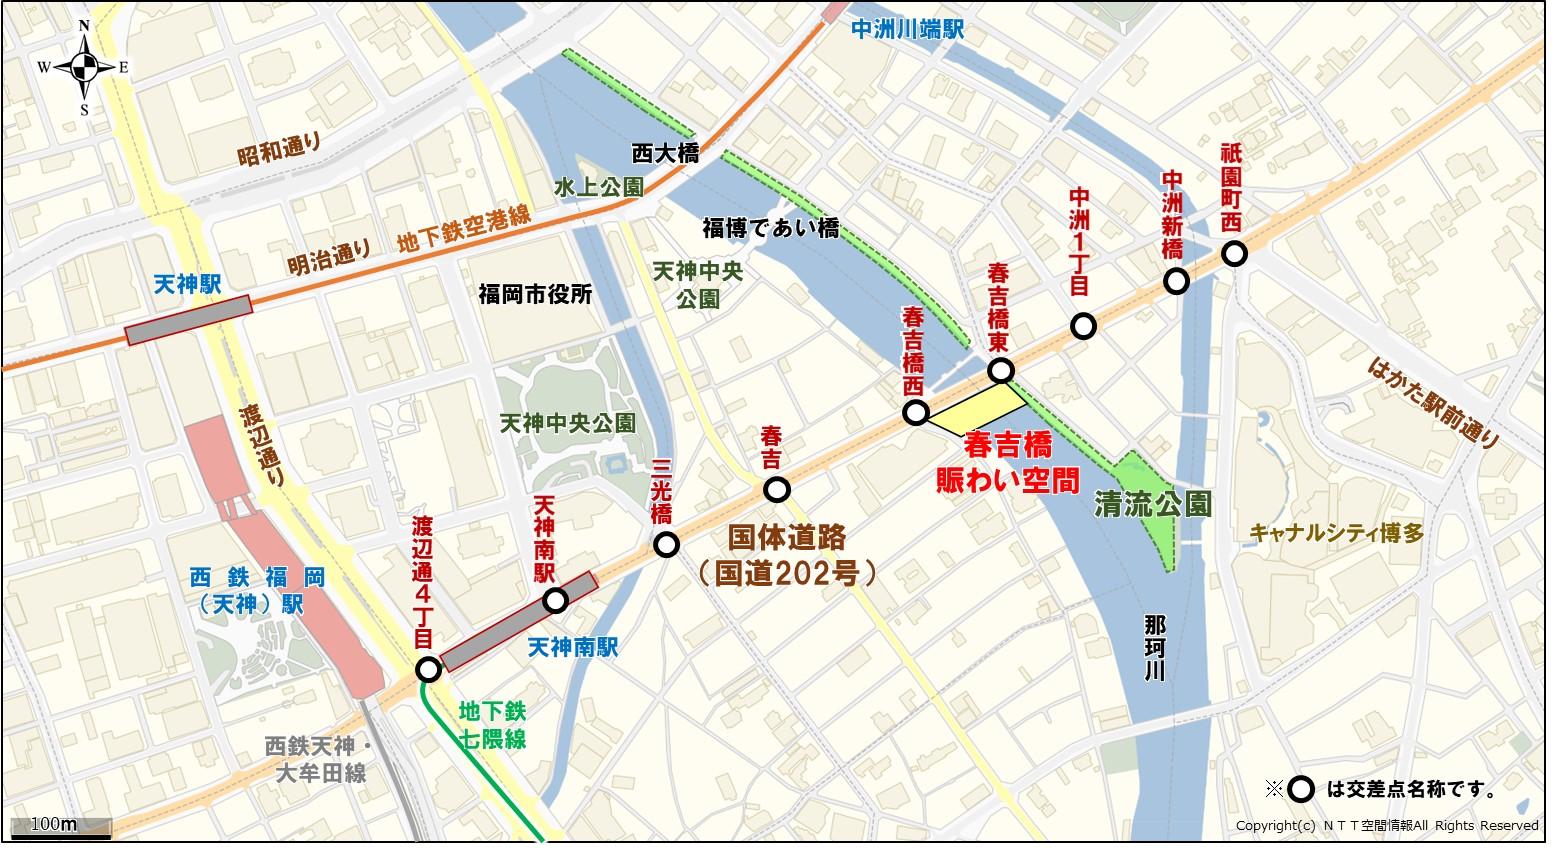 N
W
E
S
中洲川端駅
昭和通り
西大橋
水上公園
祇園町西
中洲新橋
中洲1丁目
福博であい橋
地下鉄空港線
明治通り
天神駅
福岡市役所
天神中央
公園
春吉橋東
春吉橋西
はかた駅前通り
渡辺通り
天神中央公園
春吉
春吉橋
賑わい空間
三光橋
清流公園
天神南駅
渡辺通4丁目
国体道路
（国道202号）
キャナルシティ博多
西鉄福岡
（天神）駅
天神南駅
那珂川
地下鉄
七隈線
西鉄天神・
大牟田線
※ は交差点名称です。
100m
Copyright(c) ＮＴＴ空間情報All Rights Reserved